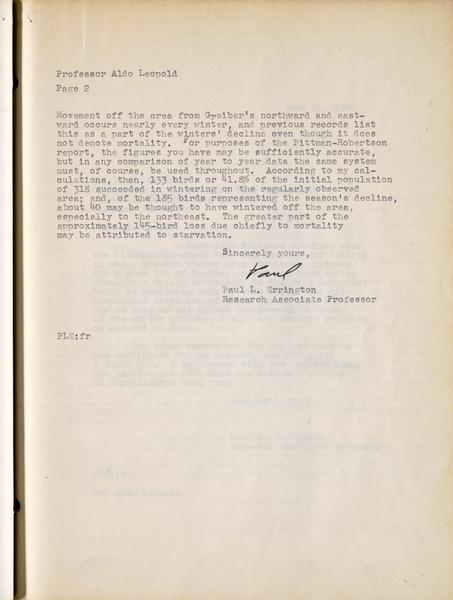 Professor Aldo Leopold
Page 2
Movement off the area from Greiber's northward and east-
ward occurs nearly every winter, and previous records list
this as a part of the winters' decline even though it does
not denote mortality. For purposes of the Pittman-Robertson
report, the figures you have may be sufficiently accurate,
but in any comparison of year to year data the same system
must, of course, be used throughout. According to my cal-
culations, then, 133 birds or 41.8% of the initial population
of 318 succeeded in wintering on the regularly observed
area; and, of the 185 birds representing the season's decline,
about 40 may be thought to have wintered off the area,
especially to the northeast. The greater part of the
approximately 145-bird loss due chiefly to mortality
may be attributed to starvation.
Sincerely yours,
Paul
Paul L. Errington
Research Associate Professor
PLE:fr